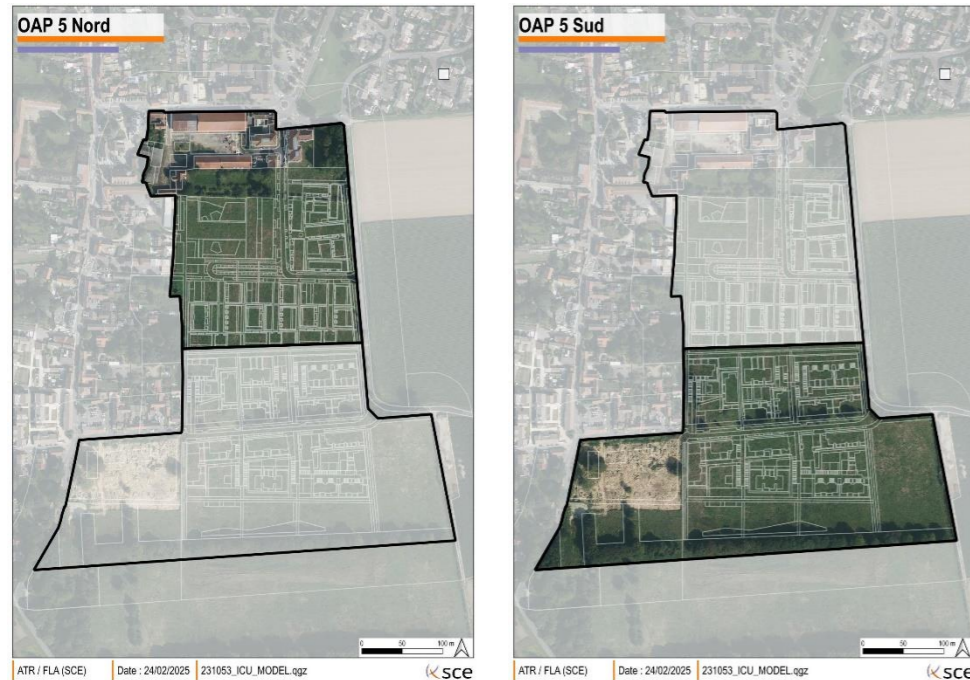 OAP 5 Nord
0 50 100 m
ATR / FLA (SCE) Date : 24/02/2025 231053_ICU_MODEL.qgz sce
OAP 5 Sud
0 50 100 m
ATR / FLA (SCE) Date : 24/02/2025 231053_ICU_MODEL.qgz sce